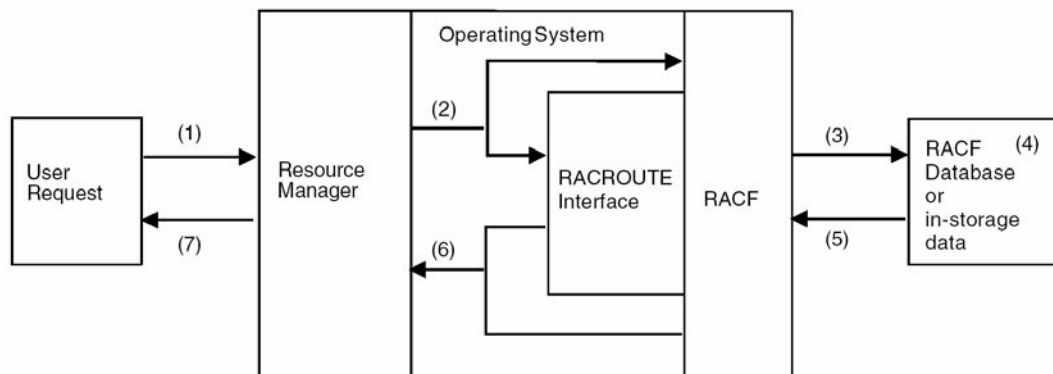 Operating System
(1)
(2)
(3)
User
Request
Resource
Manager
RACROUTE
Interface
RACF
RACF (4)
Database
or
in-storage
data
(7)
(6)
(5)